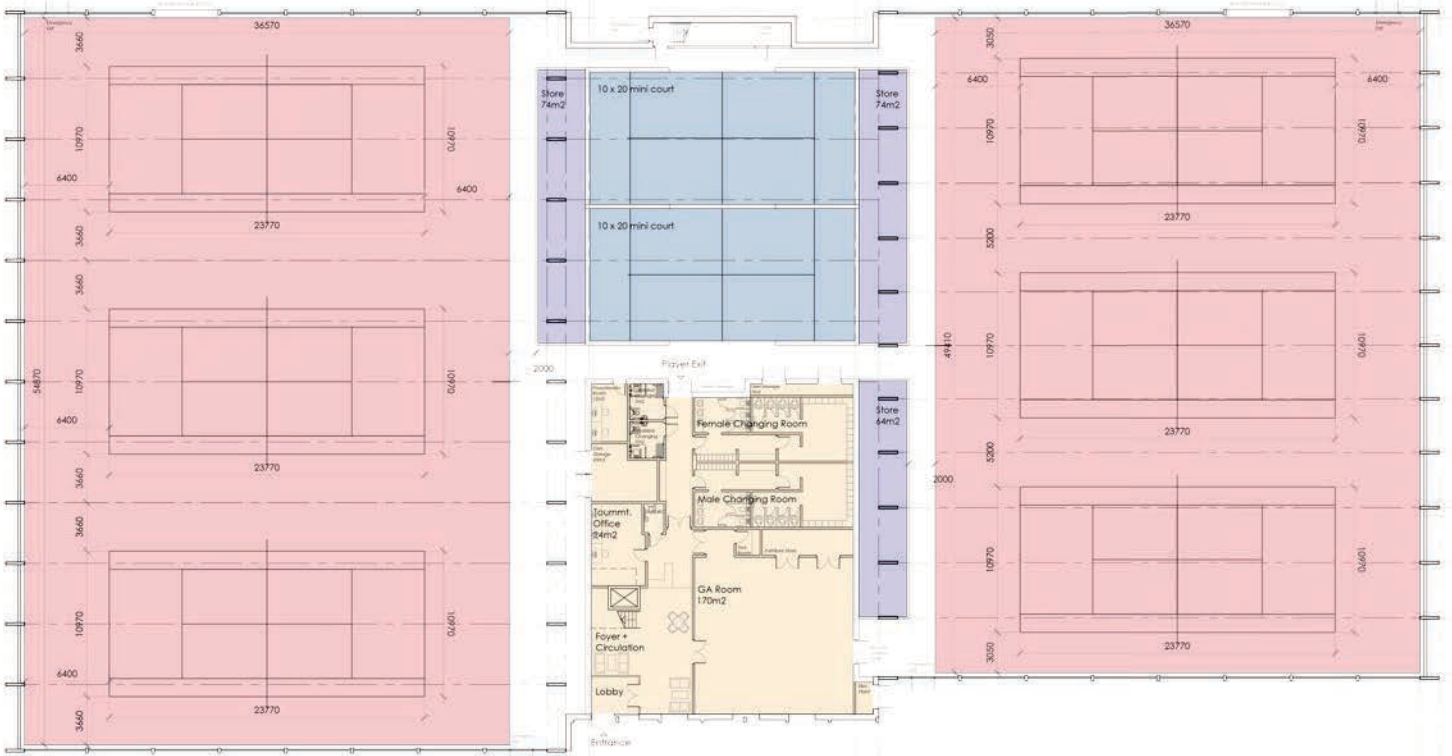 36570
3660
10970
10970
6400
6400
23770
3660
3660
54870
10970
10970
6400
23770
3660
3660
10970
10970
6400
23770
3660
Store
74m2
10 x 20 mini court
10 x 20 mini court
Store
74m2
2000
Player Exit
Female Changing Room
Male Changing Room
Tournmt.
Office
24m2
GA Room
170m2
Foyer +
Circulation
Lobby
Entrance
Store
64m2
2000
36570
3050
6400
6400
10970
10970
23770
5200
49410
10970
10970
23770
5200
10970
10970
23770
3050